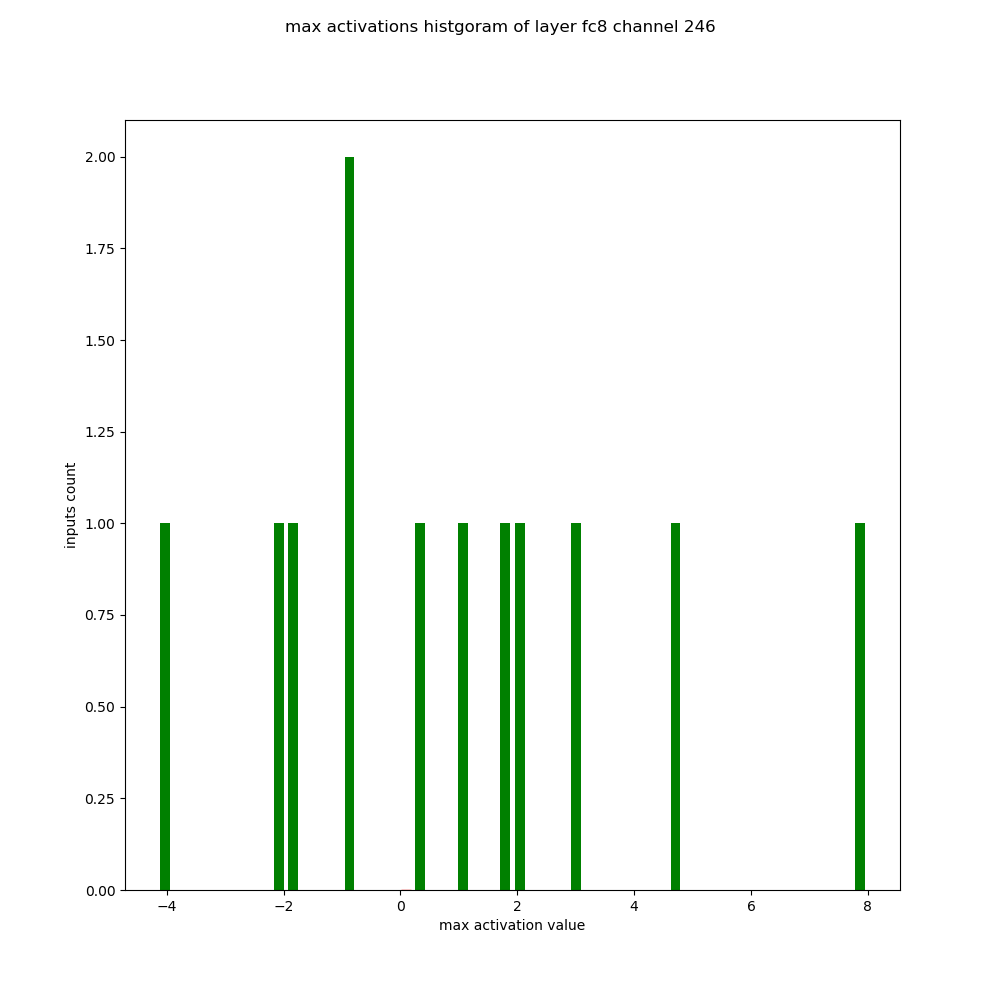 max activations histgoram of layer fc8 channel 246
2.00
1.75
1.50
1.25
1.00
0.75
0.50
0.25
0.00
inputs count
−4 −2 0 2 4 6 8
max activation value